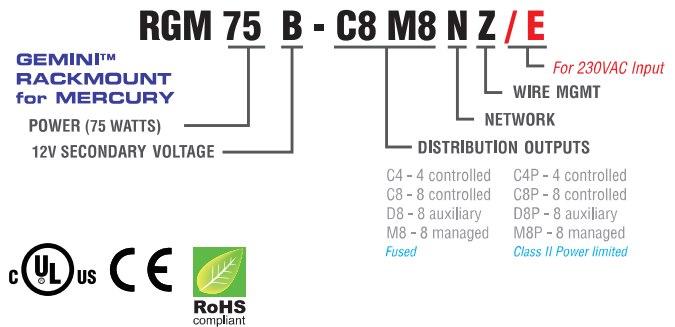 RGM 75 B - C8 M8 N Z / E
GEMINI™
RACKMOUNT
for MERCURY
For 230VAC Input
WIRE MGMT
NETWORK
POWER (75 WATTS)
12V SECONDARY VOLTAGE
DISTRIBUTION OUTPUTS
C4 - 4 controlled C4P - 4 controlled
C8 - 8 controlled C8P - 8 controlled
D8 - 8 auxiliary D8P - 8 auxiliary
M8 - 8 managed M8P - 8 managed
Fused Class II Power limited
c UL US CE
RoHS
compliant